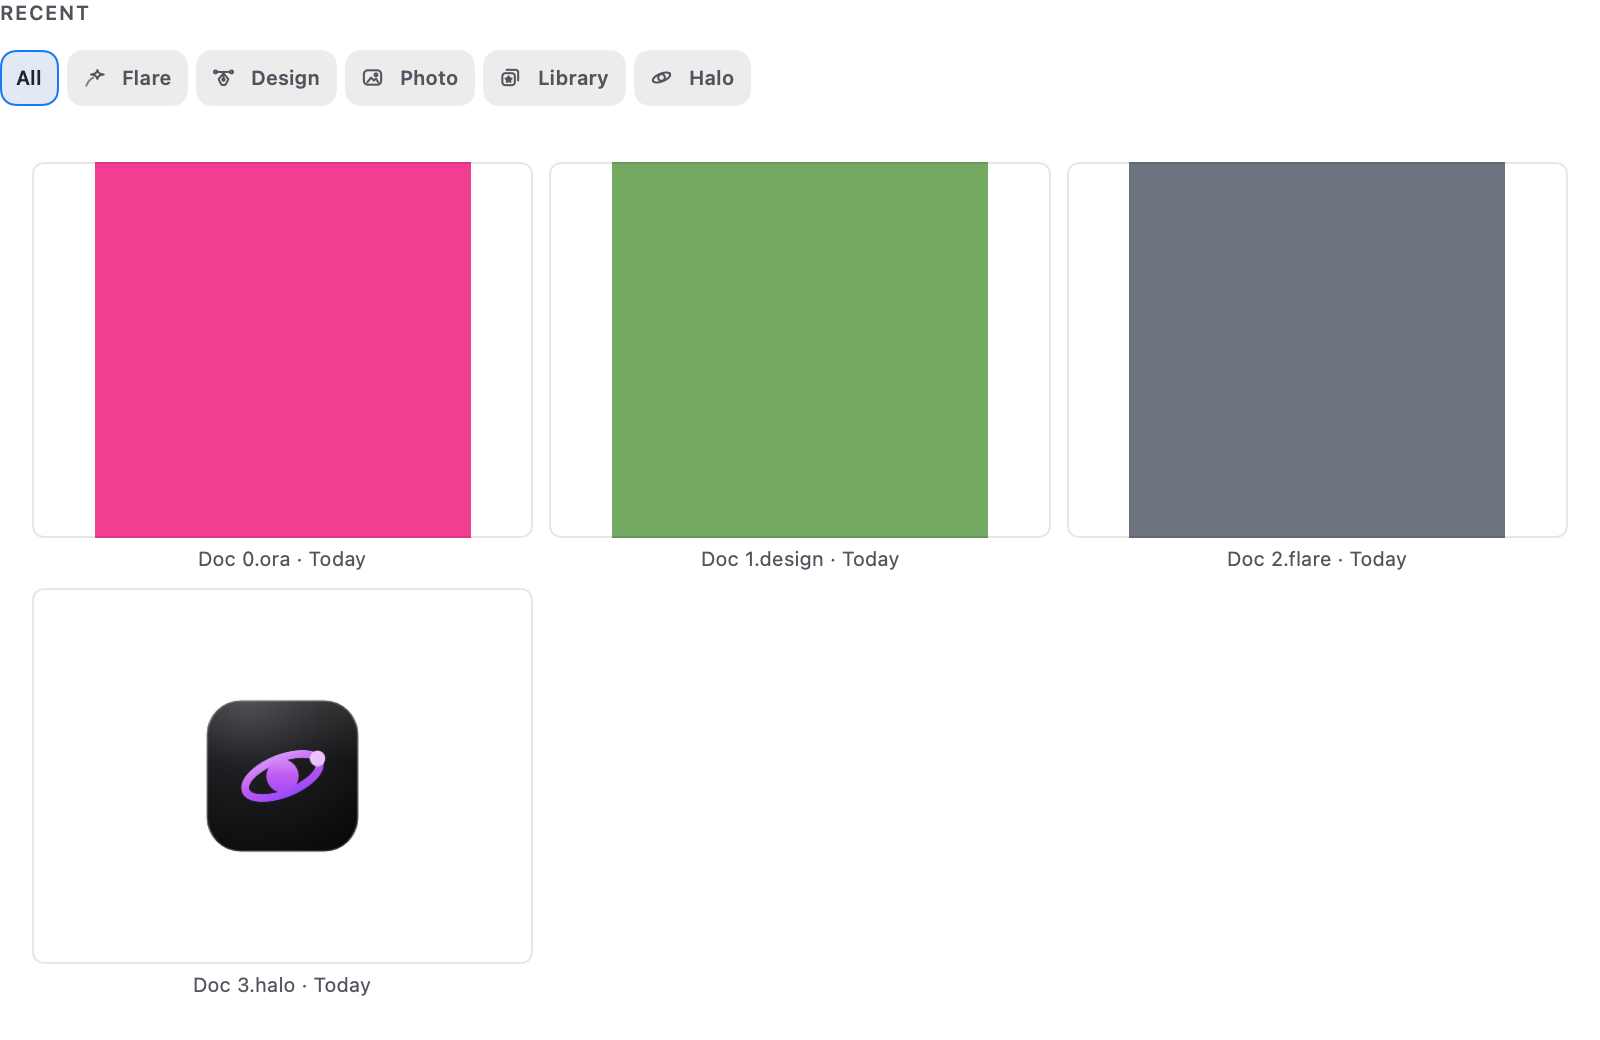 RECENT
All
Flare
Design
Photo
Library
Halo
Doc 0.ora · Today
Doc 1.design · Today
Doc 2.flare · Today
Doc 3.halo · Today